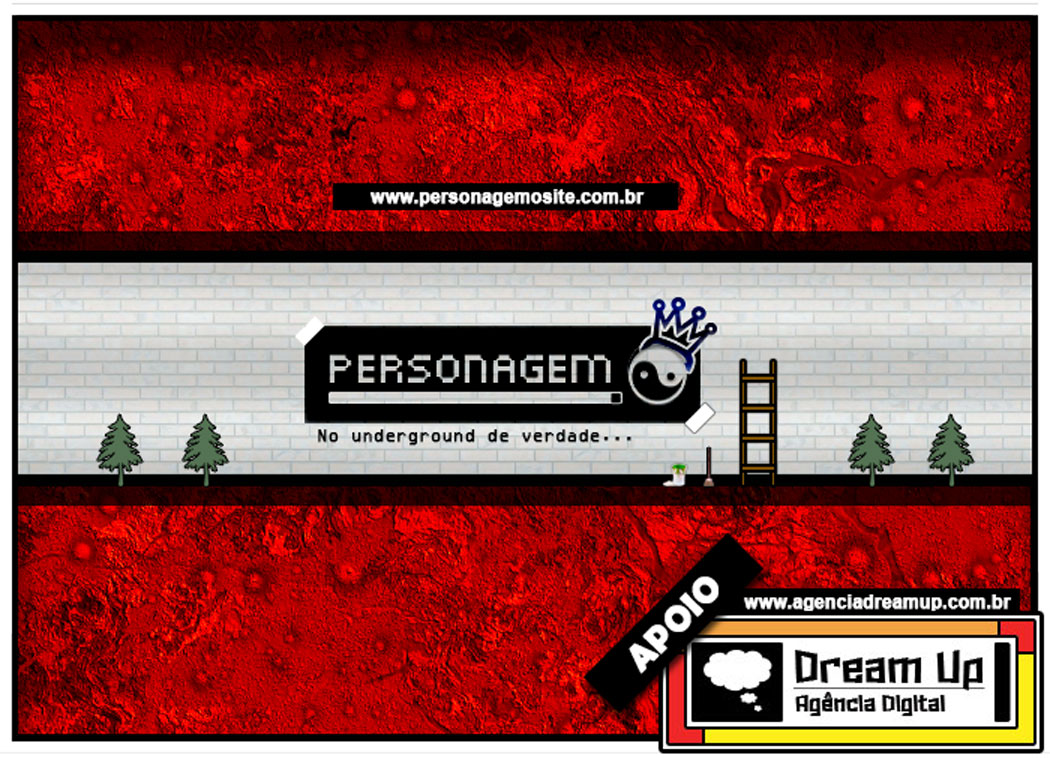 www.personagemosite.com.br
PERSONAGEM
No underground de verdade...
APOIO
www.agenciadreamup.com.br
Dream Up
Agência Digital